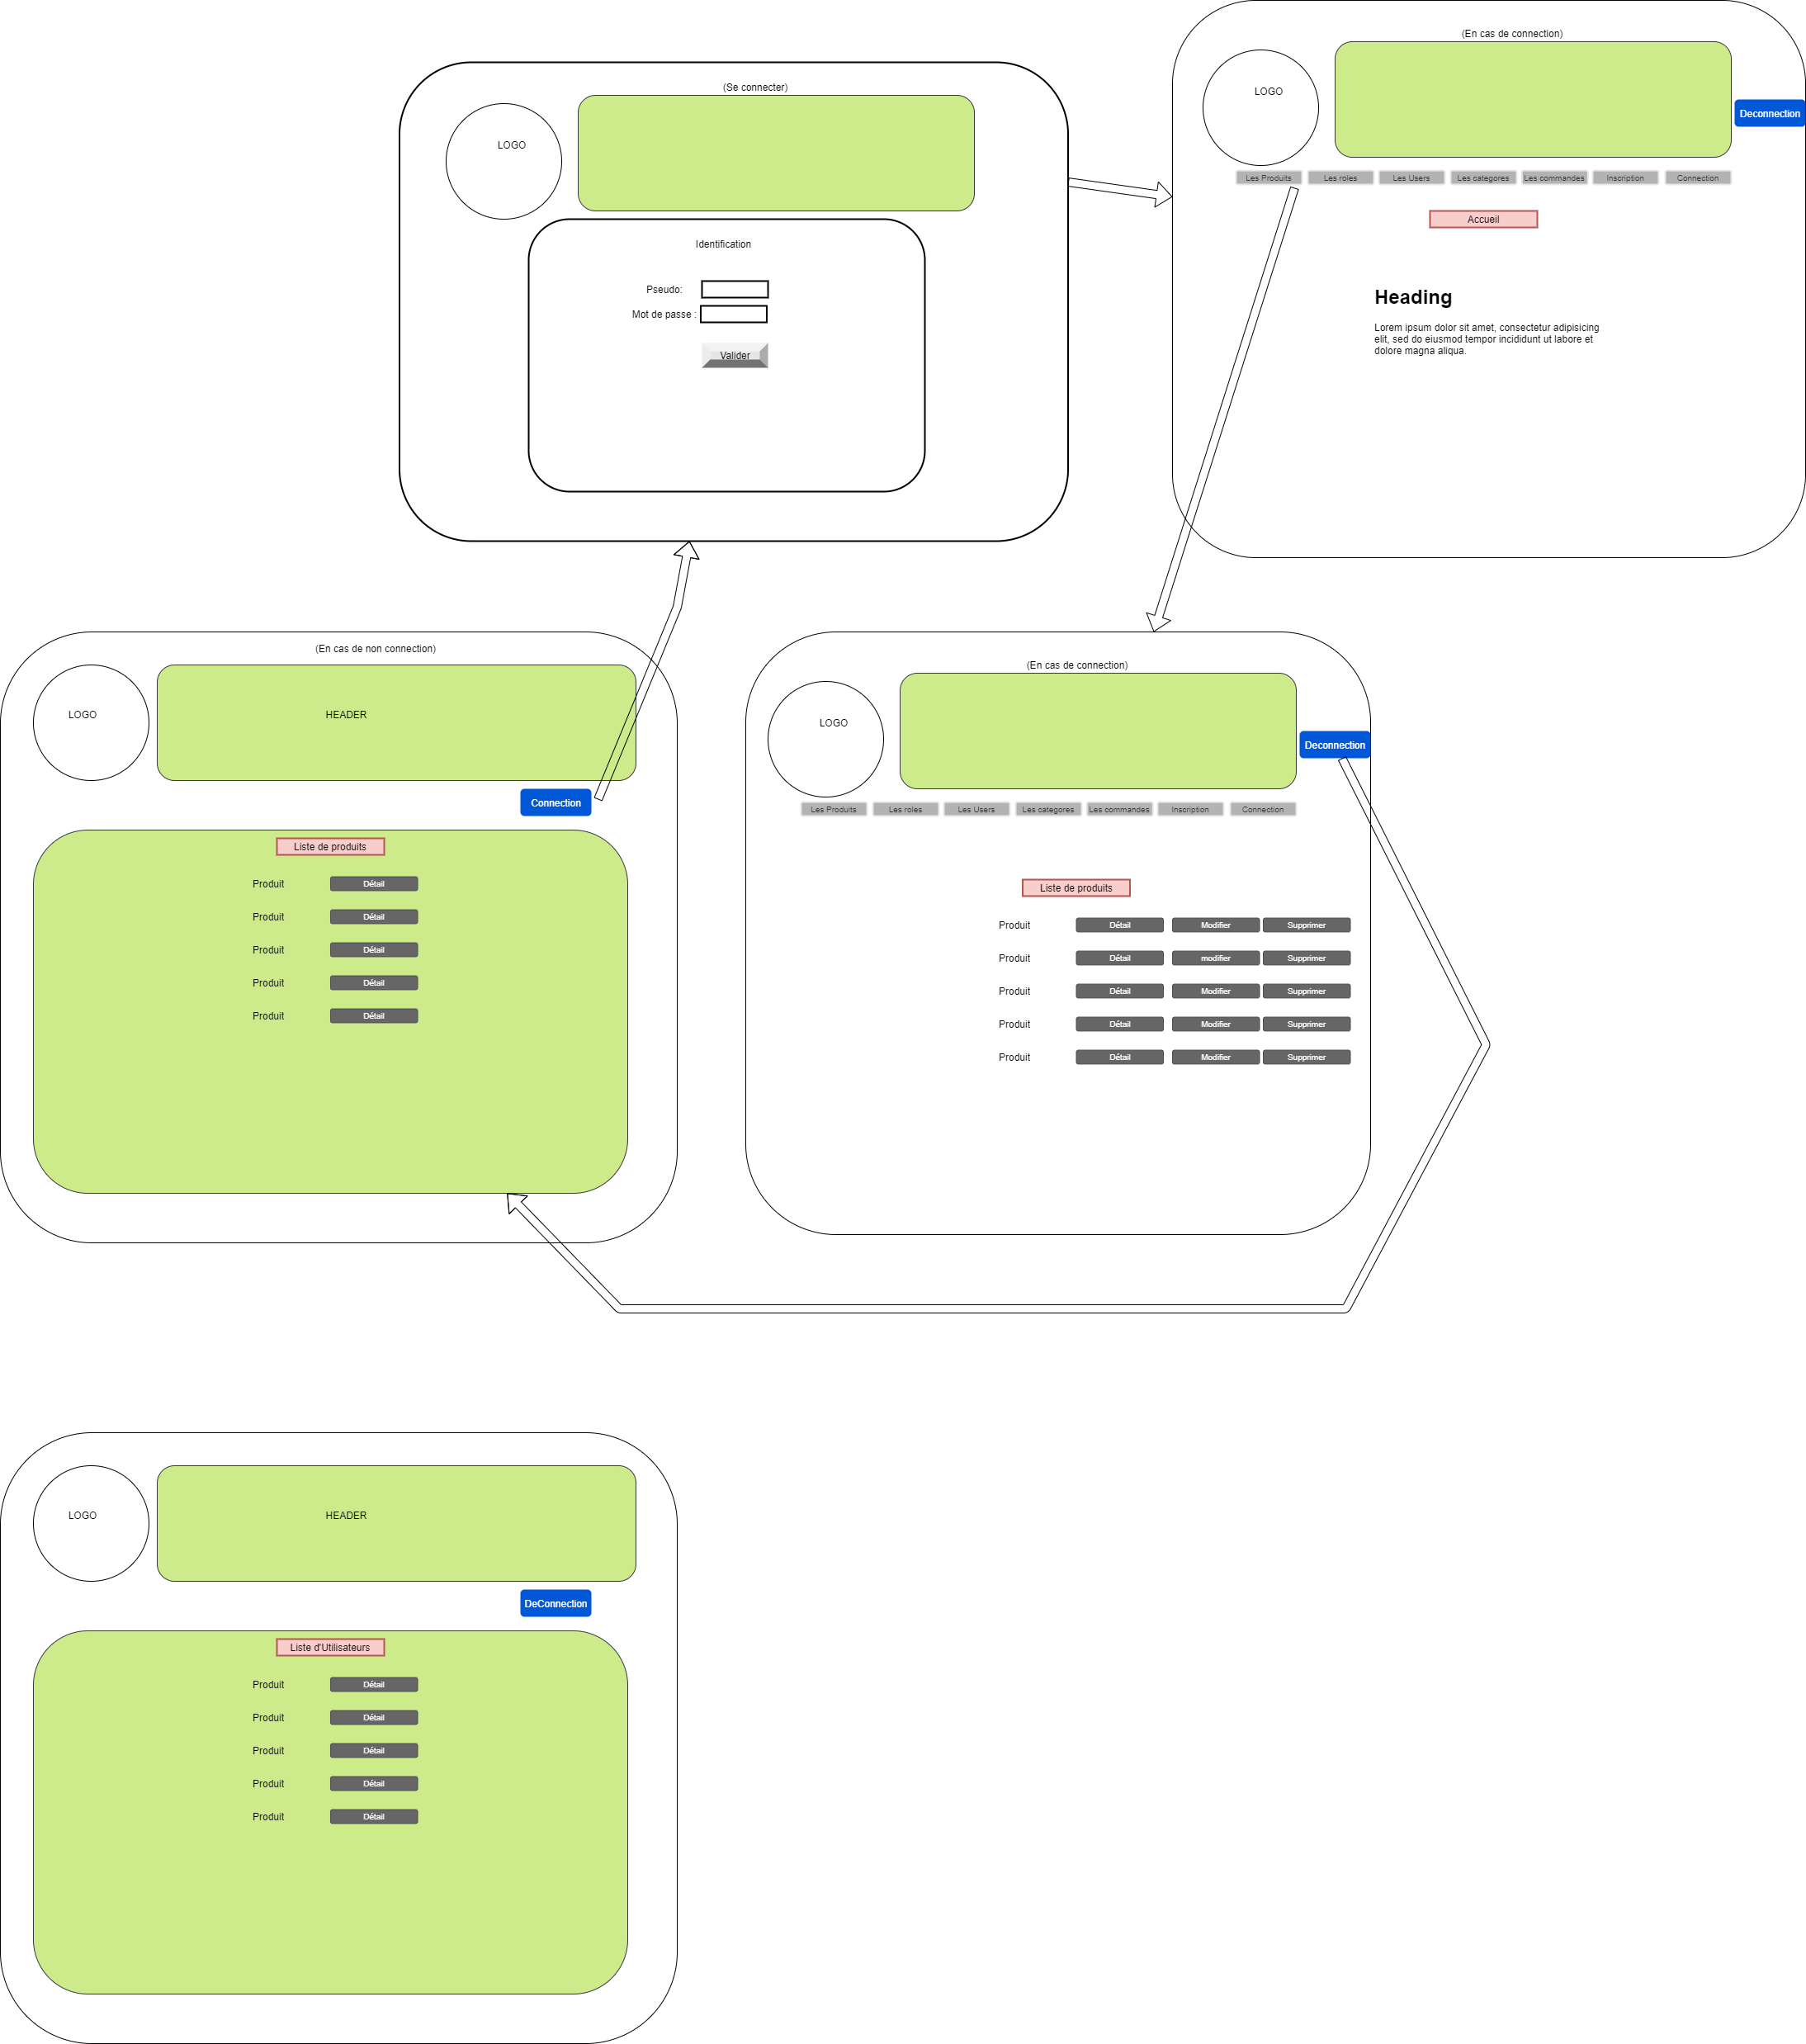 (Se connecter)
LOGO
Identification
Pseudo:
Mot de passe :
Valider
(En cas de connection)
LOGO
Deconnection
Les Produits
Les roles
Les Users
Les categores
Les commandes
Inscription
Connection
Accueil
Heading
Lorem ipsum dolor sit amet, consectetur adipisicing
elit, sed do eiusmod tempor incididunt ut labore et
dolore magna aliqua.
(En cas de non connection)
LOGO
HEADER
Connection
Liste de produits
Produit Détail
Produit Détail
Produit Détail
Produit Détail
Produit Détail
(En cas de connection)
LOGO
Deconnection
Les Produits
Les roles
Les Users
Les categores
Les commandes
Inscription
Connection
Liste de produits
Produit Détail Modifier Supprimer
Produit Détail modifier Supprimer
Produit Détail Modifier Supprimer
Produit Détail Modifier Supprimer
Produit Détail Modifier Supprimer
LOGO
HEADER
DeConnection
Liste d'Utilisateurs
Produit Détail
Produit Détail
Produit Détail
Produit Détail
Produit Détail